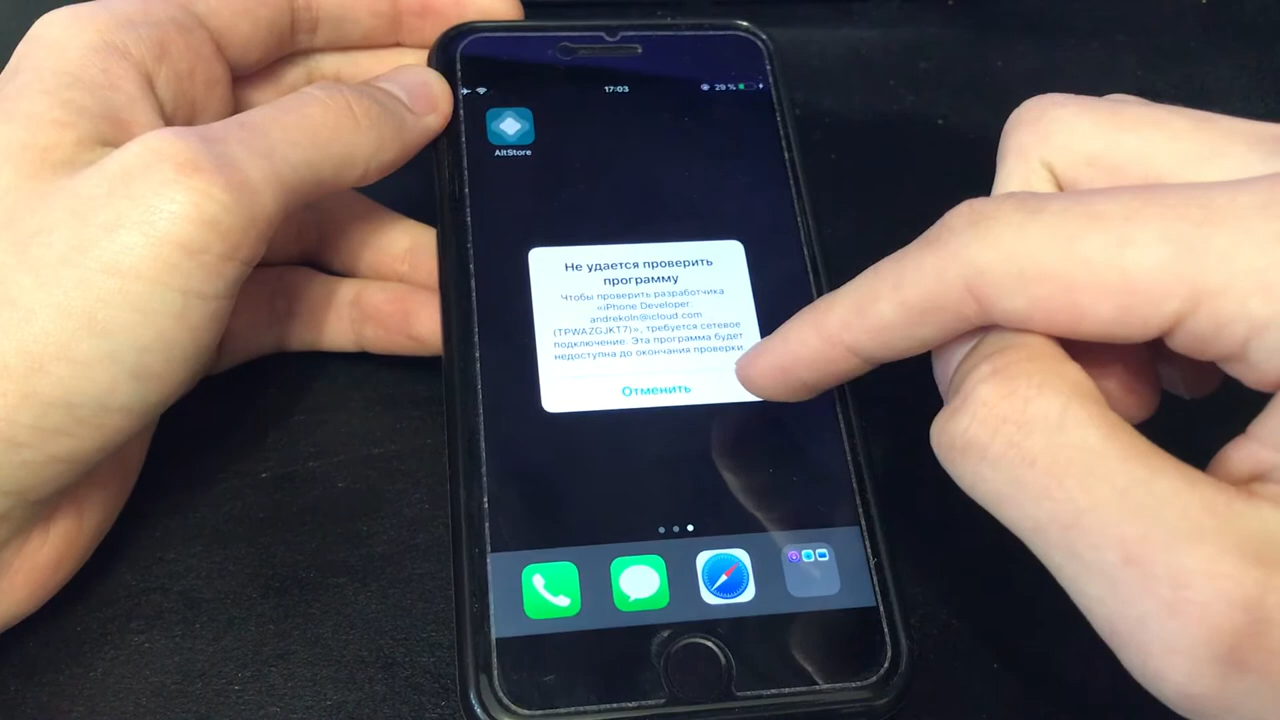 17:03
29 %
AltStore
Не удается проверить
программу
Чтобы проверить разработчика
«iPhone Developer:
andrekoln@icloud.com
(TPWAZGJKT7)», требуется сетевое
подключение. Эта программа будет
недоступна до окончания проверки.
Отменить